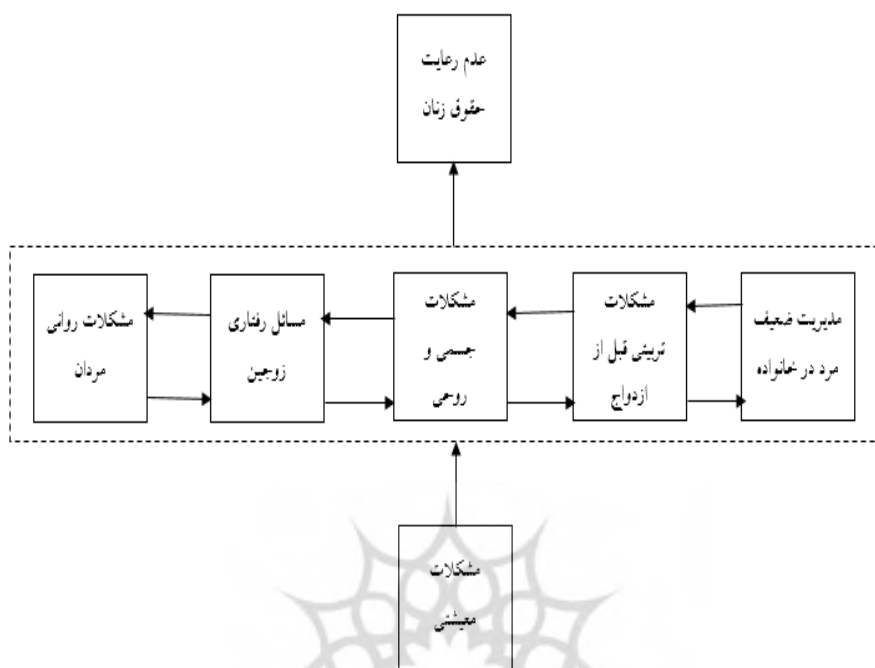 عدم رعایت
حقوق زنان
مدیریت ضعیف
مرد در خانواده
مشکلات
تربیتی قبل از
ازدواج
مشکلات
جسمی و
روحی
مسائل رفتاری
زوجین
مشکلات روانی
مردان
مشکلات
معیشتی